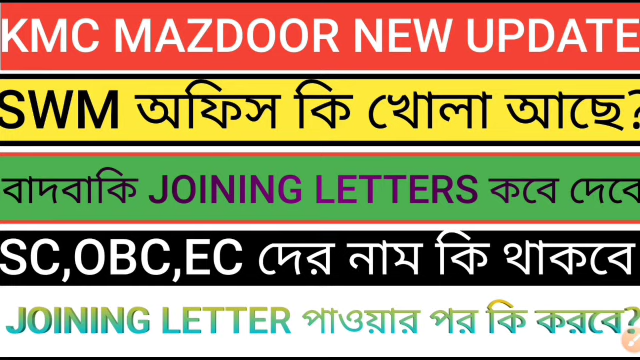 KMC MAZDOOR NEW UPDATE
SWM অফিস কি খোলা আছে?
বাদবাকি JOINING LETTERS কবে দেবে
SC,OBC,EC দের নাম কি থাকবে
JOINING LETTER পাওয়ার পর কি করবে?